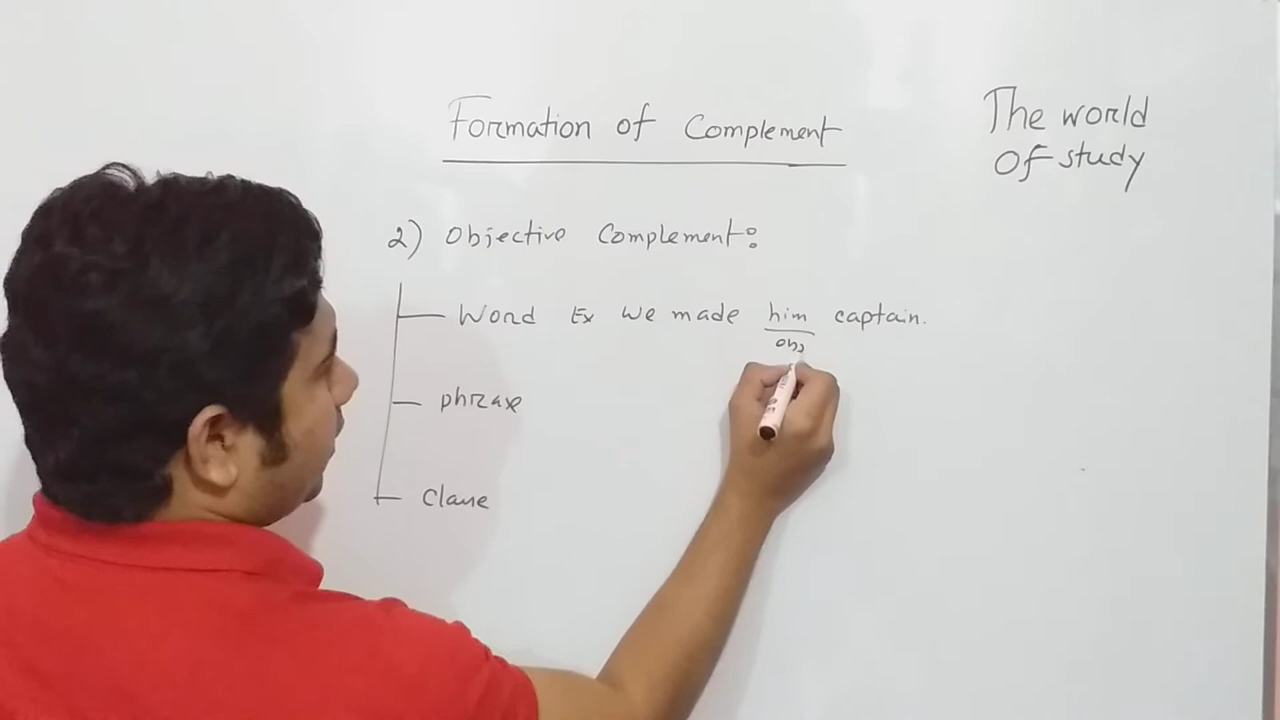 Formation of Complement
The world
Of study
2) Objective Complement:
Word Ex We made him captain.
obj
phrase
Clause